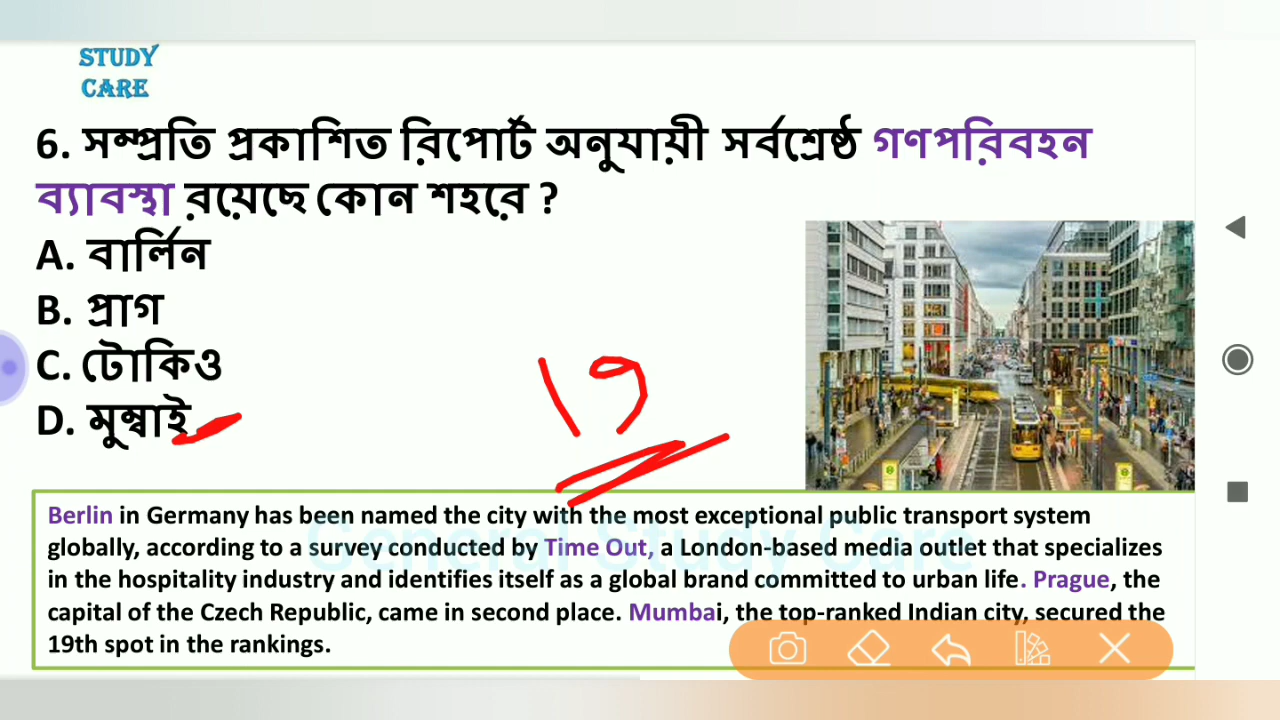 STUDY
CARE
6. সম্প্রতি প্রকাশিত রিপোর্ট অনুযায়ী সর্বশ্রেষ্ঠ গণপরিবহন
ব্যাবস্থা রয়েছে কোন শহরে ?
A. বার্লিন
B. প্রাগ
C. টোকিও
D. মুম্বাই
১৯
Berlin in Germany has been named the city with the most exceptional public transport system
globally, according to a survey conducted by Time Out, a London-based media outlet that specializes
in the hospitality industry and identifies itself as a global brand committed to urban life. Prague, the
capital of the Czech Republic, came in second place. Mumbai, the top-ranked Indian city, secured the
19th spot in the rankings.
General Study Care